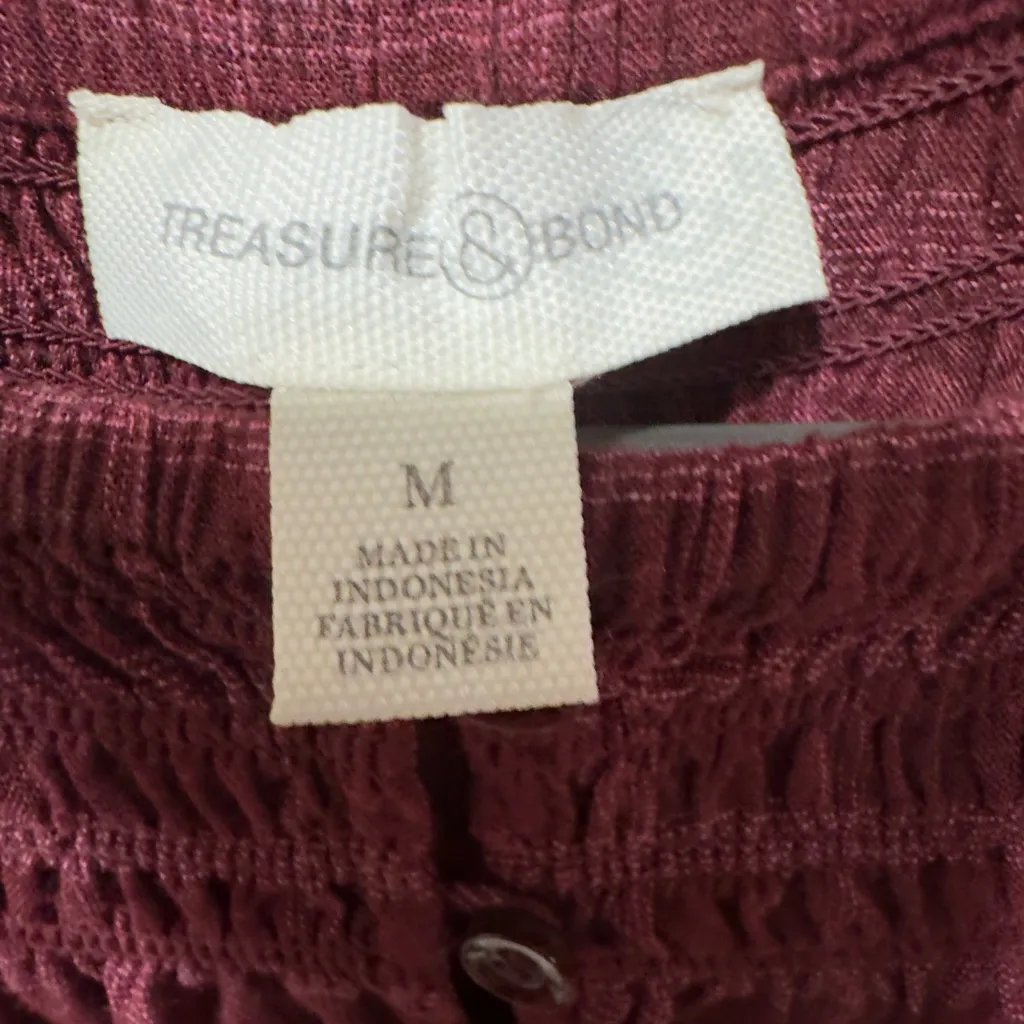 TREASURE & BOND
M
MADE IN
INDONESIA
FABRIQUÉ EN
INDONÉSIE